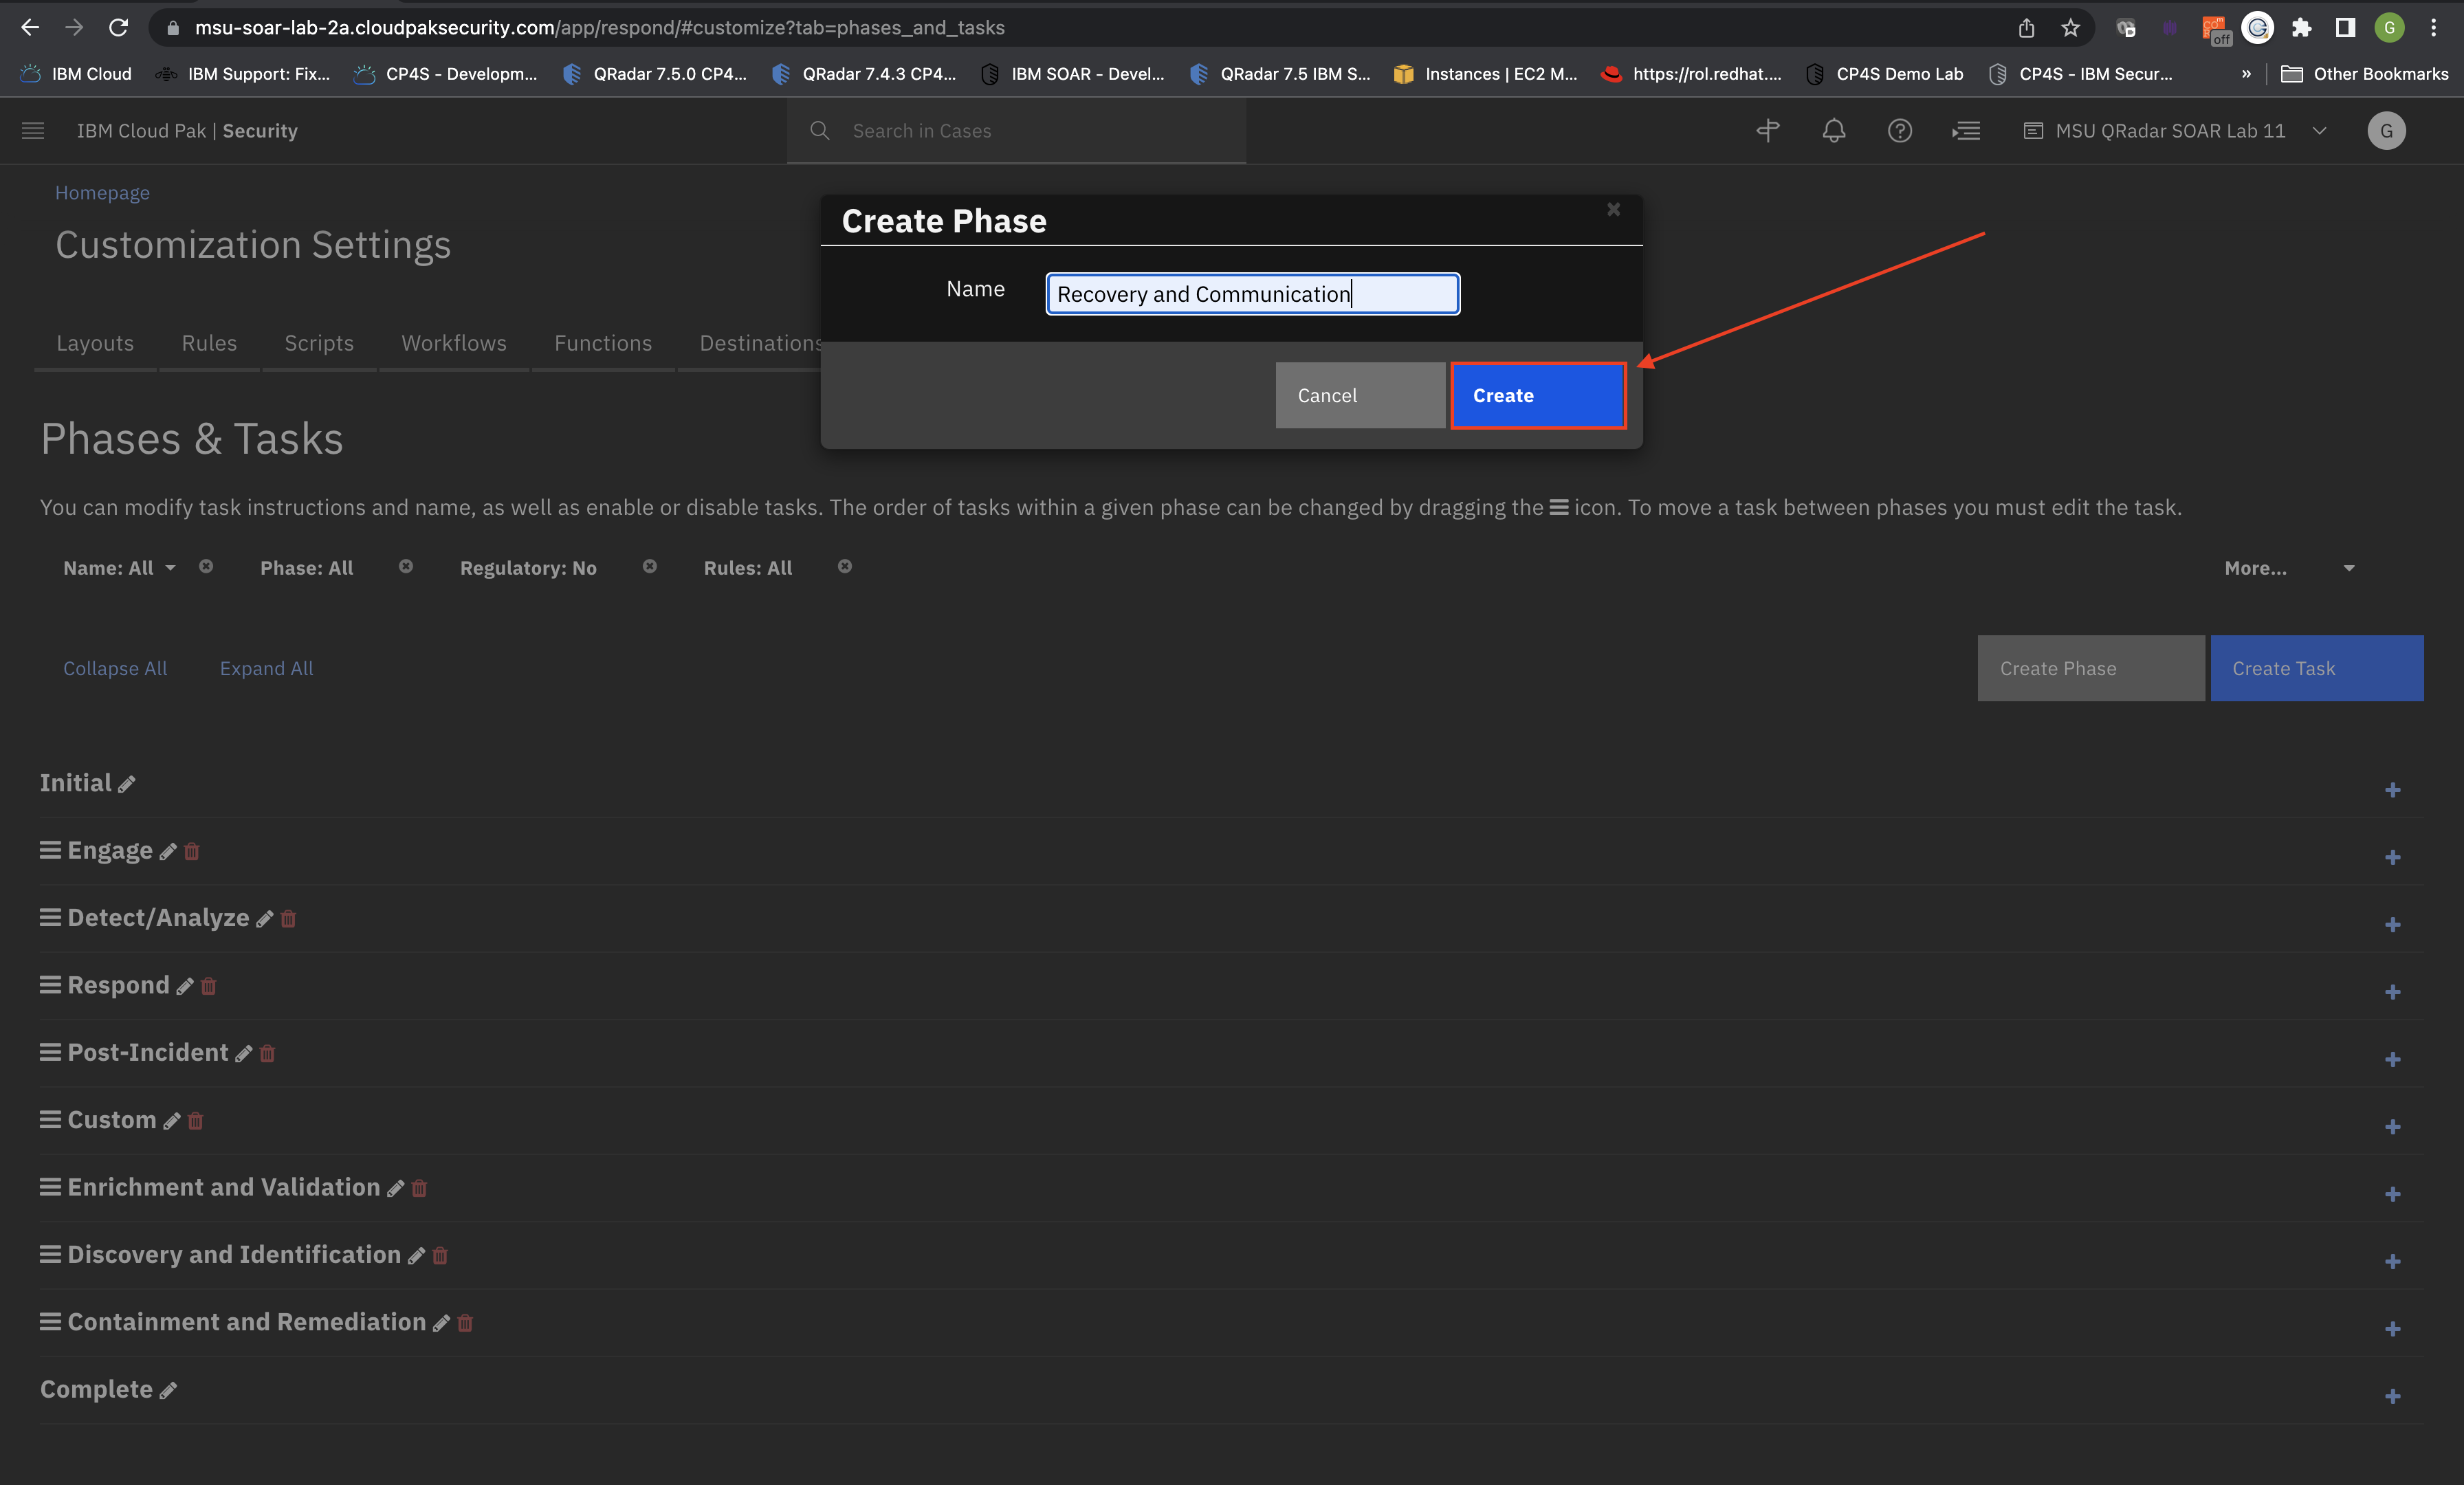 msu-soar-lab-2a.cloudpaksecurity.com/app/respond/#customize?tab=phases_and_tasks
off
G
IBM Cloud
IBM Support: Fix...
CP4S - Developm...
QRadar 7.5.0 CP4...
QRadar 7.4.3 CP4...
IBM SOAR - Devel...
QRadar 7.5 IBM S...
Instances | EC2 M...
https://rol.redhat....
CP4S Demo Lab
CP4S - IBM Secur...
»
Other Bookmarks
IBM Cloud Pak | Security
Search in Cases
MSU QRadar SOAR Lab 11
G
Homepage
Customization Settings
Create Phase
Name
Recovery and Communication
Cancel
Create
Layouts
Rules
Scripts
Workflows
Functions
Destinations
Phases & Tasks
You can modify task instructions and name, as well as enable or disable tasks. The order of tasks within a given phase can be changed by dragging the icon. To move a task between phases you must edit the task.
Name: All
Phase: All
Regulatory: No
Rules: All
More...
Collapse All
Expand All
Create Phase
Create Task
Initial
Engage
Detect/Analyze
Respond
Post-Incident
Custom
Enrichment and Validation
Discovery and Identification
Containment and Remediation
Complete